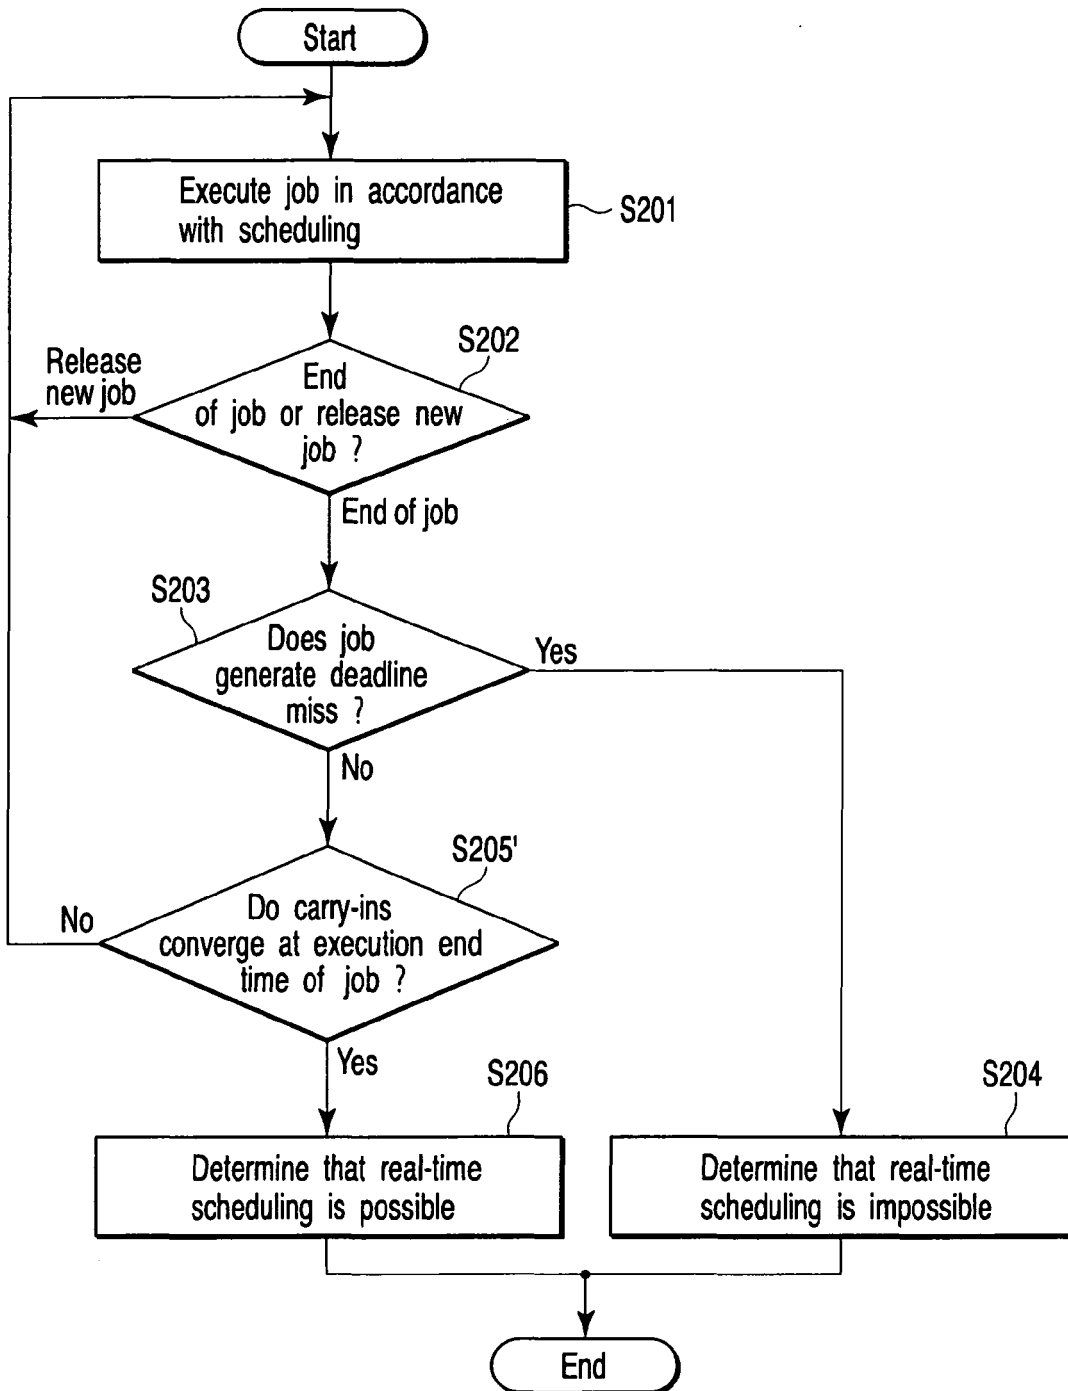 Start
Execute job in accordance
with scheduling
S201
S202
Release
new job
End
of job or release new
job ?
End of job
S203
Does job
generate deadline
miss ?
Yes
No
S205'
No
Do carry-ins
converge at execution end
time of job ?
Yes
S206
S204
Determine that real-time
scheduling is possible
Determine that real-time
scheduling is impossible
End